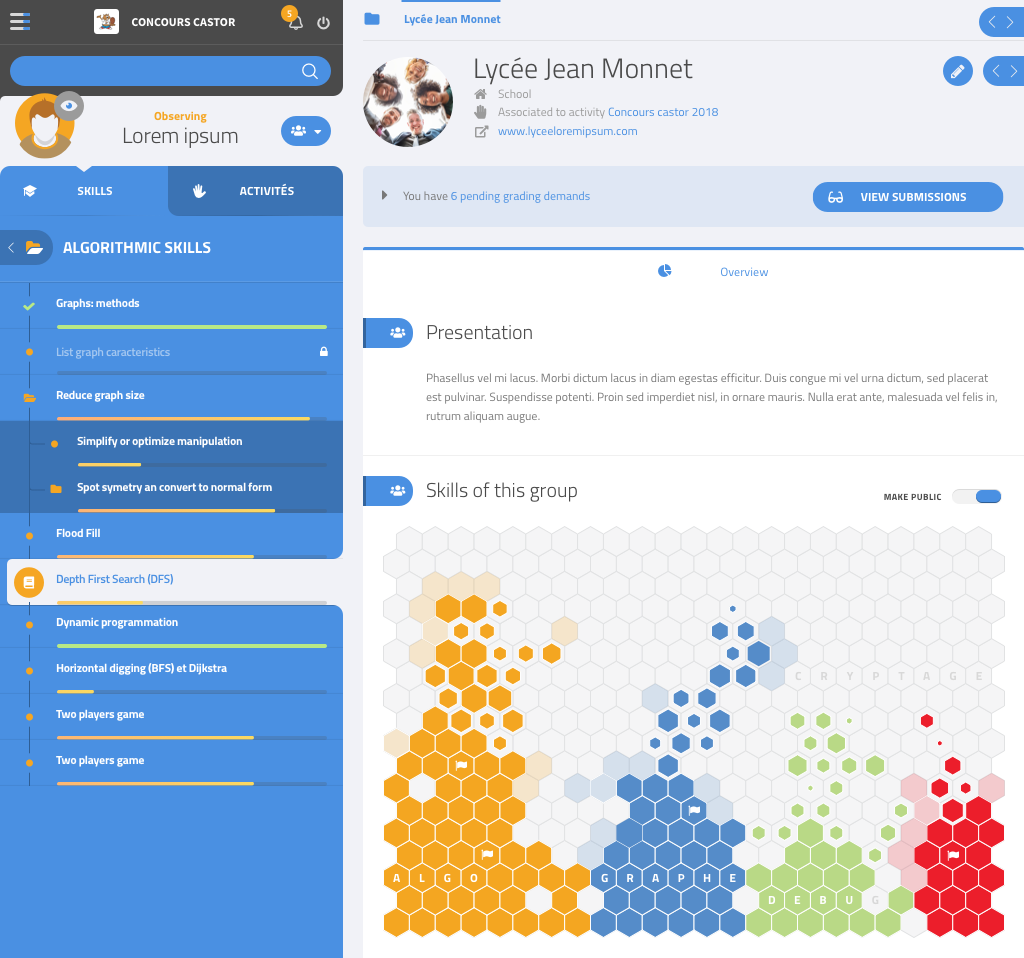 CONCOURS CASTOR
5
Observing
Lorem ipsum
SKILLS
ACTIVITÉS
ALGORITHMIC SKILLS
Graphs: methods
List graph caracteristics
Reduce graph size
Simplify or optimize manipulation
Spot symetry an convert to normal form
Flood Fill
Depth First Search (DFS)
Dynamic programmation
Horizontal digging (BFS) et Dijkstra
Two players game
Two players game
Lycée Jean Monnet
Lycée Jean Monnet
School
Associated to activity Concours castor 2018
www.lyceeloremipsum.com
You have 6 pending grading demands
VIEW SUBMISSIONS
Overview
Presentation
Phasellus vel mi lacus. Morbi dictum lacus in diam egestas efficitur. Duis congue mi vel urna dictum, sed placerat
est pulvinar. Suspendisse potenti. Proin sed imperdiet nisl, in ornare mauris. Nulla erat ante, malesuada vel felis in,
rutrum aliquam augue.
Skills of this group
MAKE PUBLIC
CRYPTAGE
ALGO
GRAPHE
DEBUG